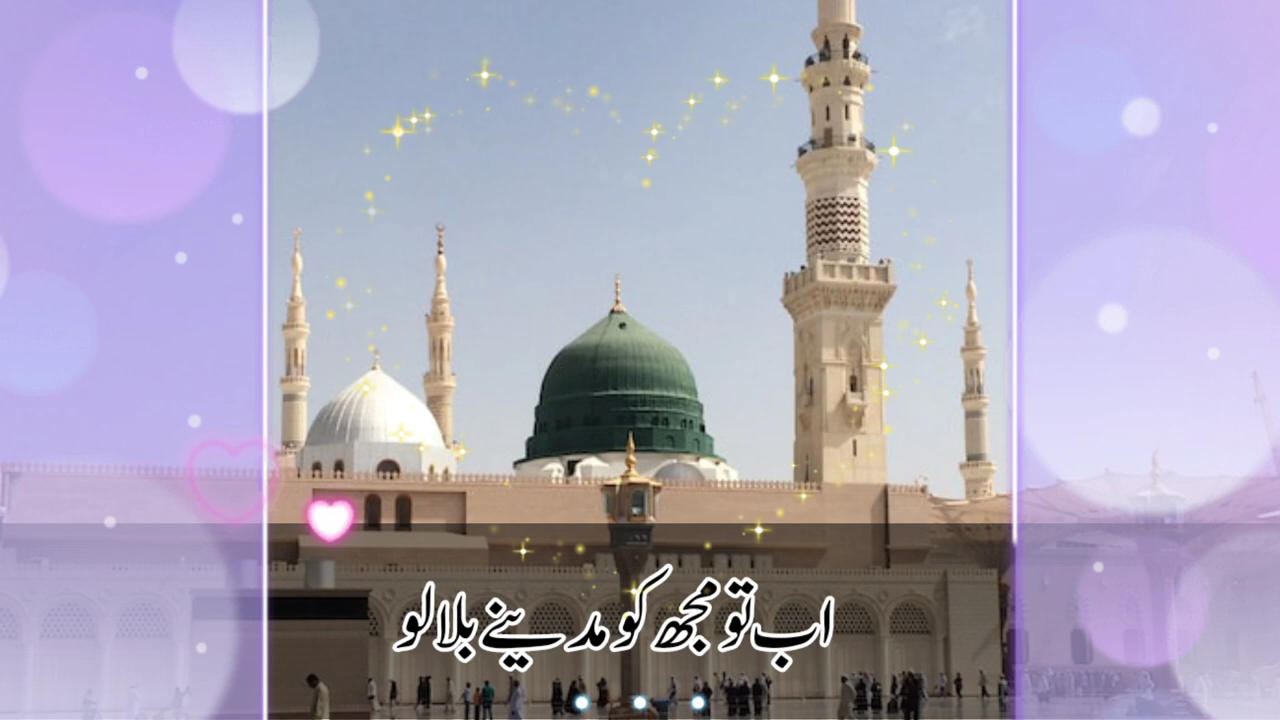 اب تو مجھ کو مدینے بلا لو